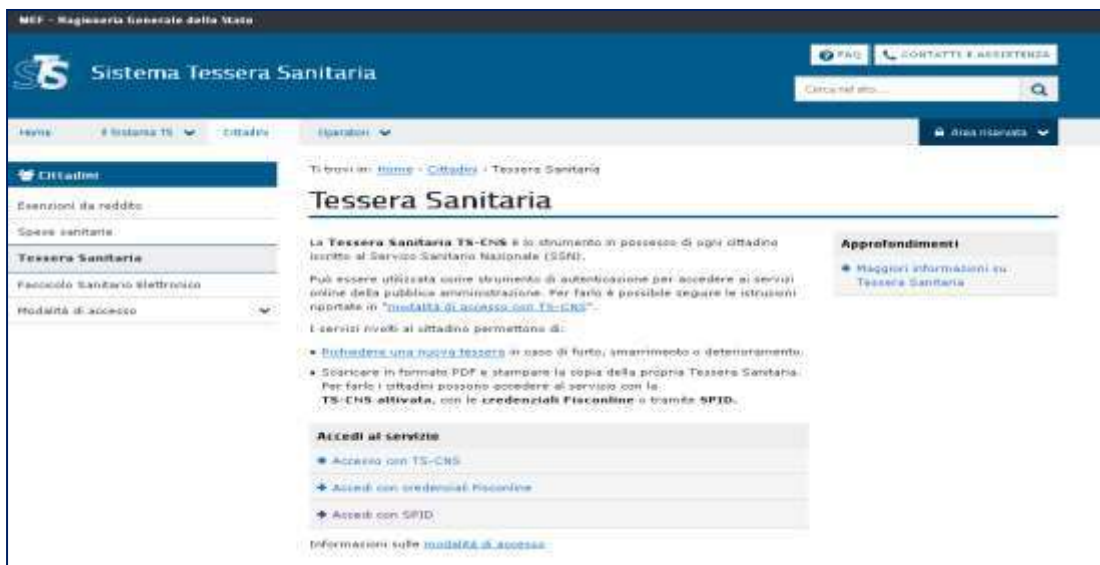 MEF - Ragioneria Generale dello Stato
TS Sistema Tessera Sanitaria
FAQ
CONTATTI E ASSISTENZA
Cerca nel sito...
Home
Il Sistema TS
Cittadini
Operatori
Area riservata
Cittadini
Esenzioni da reddito
Spese sanitarie
Tessera Sanitaria
Fascicolo Sanitario Elettronico
Modalità di accesso
Ti trovi in: Home - Cittadini - Tessera Sanitaria
Tessera Sanitaria
La Tessera Sanitaria TS-CNS è lo strumento in possesso di ogni cittadino
iscritto al Servizio Sanitario Nazionale (SSN).
Può essere utilizzata come strumento di autenticazione per accedere ai servizi
online della pubblica amministrazione. Per farlo è possibile seguire le istruzioni
riportate in "modalità di accesso con TS-CNS".
I servizi rivolti al cittadino permettono di:
Richiedere una nuova tessera in caso di furto, smarrimento o deterioramento.
Scaricare in formato PDF e stampare la copia della propria Tessera Sanitaria.
Per farlo i cittadini possono accedere al servizio con la
TS-CNS attivata, con le credenziali Fisconline o tramite SPID.
Accedi al servizio
Accesso con TS-CNS
Accedi con credenziali Fisconline
Accedi con SPID
Informazioni sulle modalità di accesso
Approfondimenti
Maggiori informazioni su
Tessera Sanitaria